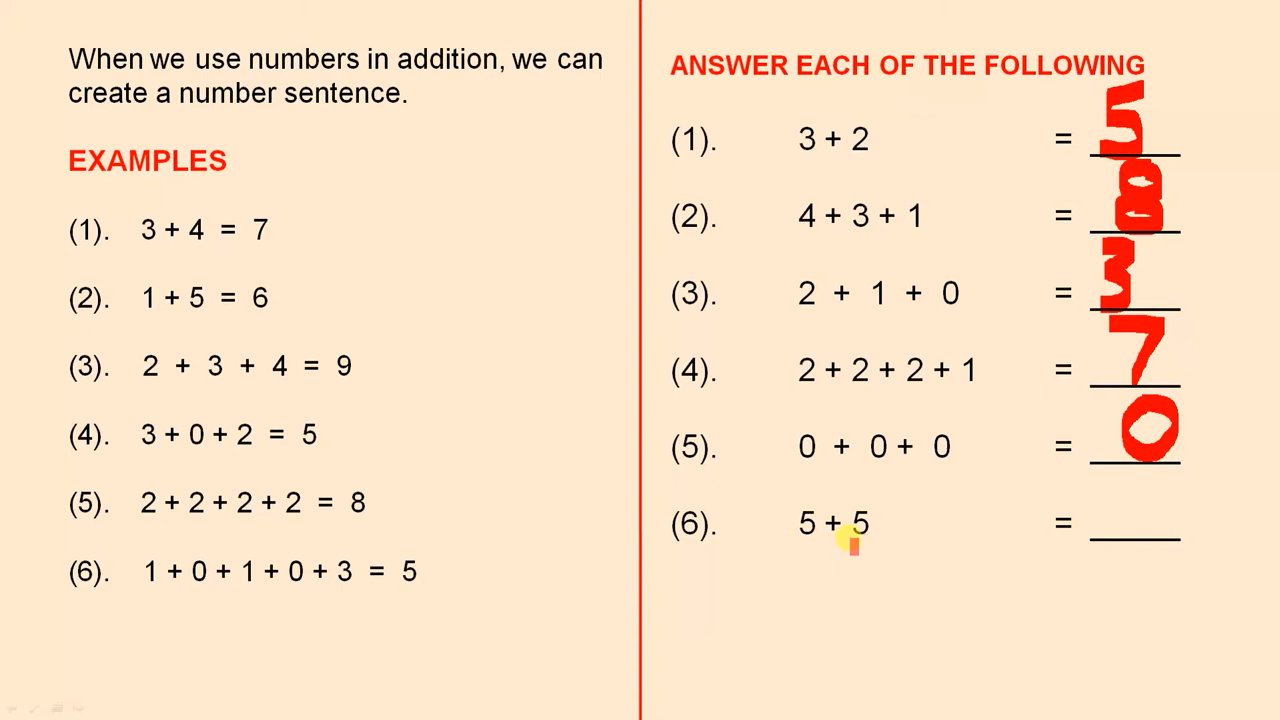 When we use numbers in addition, we can
create a number sentence.
EXAMPLES
(1). 3 + 4 = 7
(2). 1 + 5 = 6
(3). 2 + 3 + 4 = 9
(4). 3 + 0 + 2 = 5
(5). 2 + 2 + 2 + 2 = 8
(6). 1 + 0 + 1 + 0 + 3 = 5
ANSWER EACH OF THE FOLLOWING
(1). 3 + 2 = 5
(2). 4 + 3 + 1 = 8
(3). 2 + 1 + 0 = 3
(4). 2 + 2 + 2 + 1 = 7
(5). 0 + 0 + 0 = 0
(6). 5 + 5 = ____